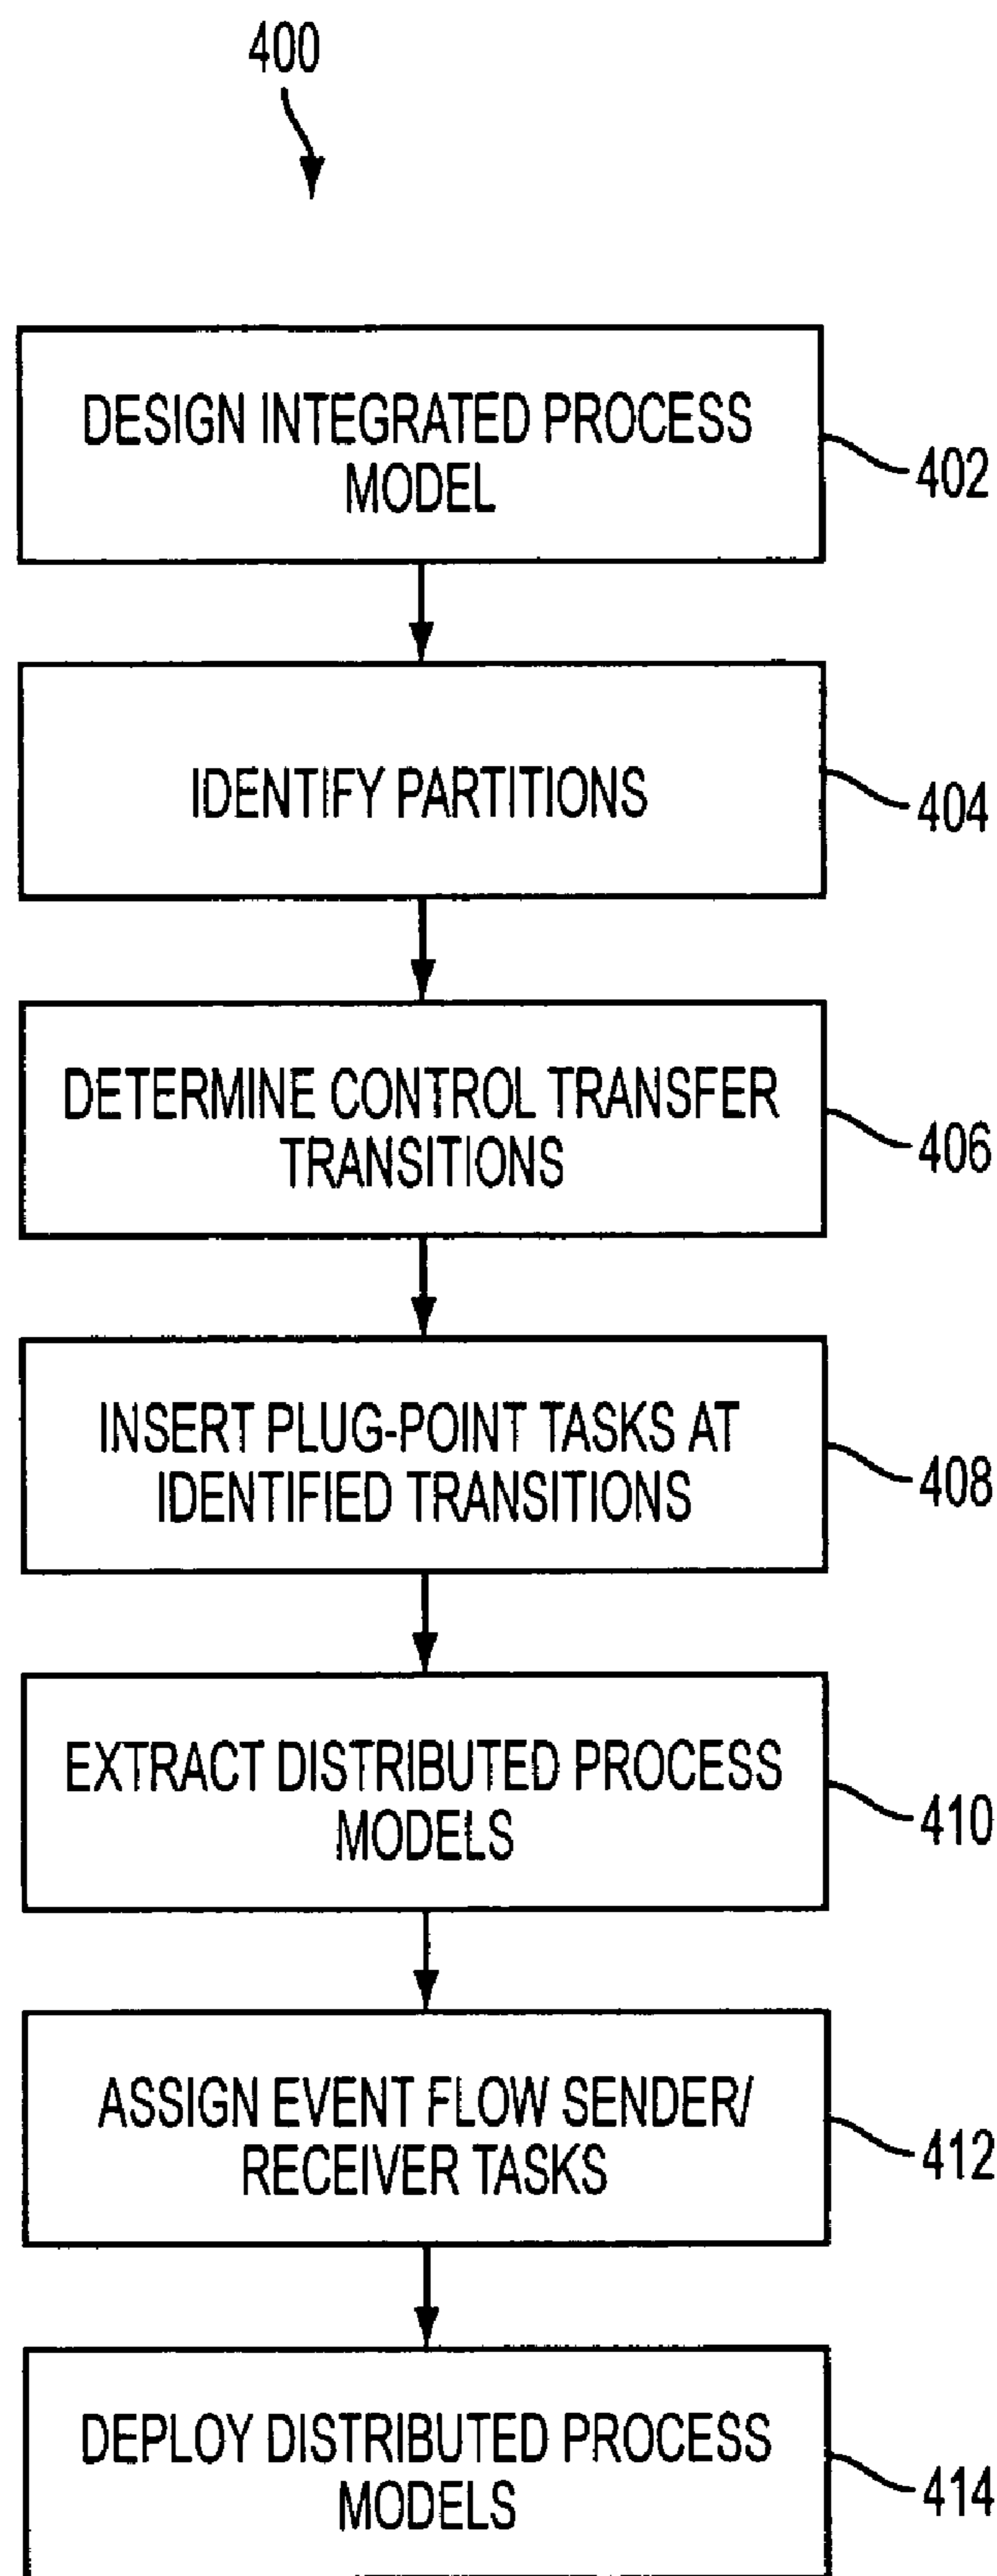 400
DESIGN INTEGRATED PROCESS
MODEL
402
IDENTIFY PARTITIONS
404
DETERMINE CONTROL TRANSFER
TRANSITIONS
406
INSERT PLUG-POINT TASKS AT
IDENTIFIED TRANSITIONS
408
EXTRACT DISTRIBUTED PROCESS
MODELS
410
ASSIGN EVENT FLOW SENDER/
RECEIVER TASKS
412
DEPLOY DISTRIBUTED PROCESS
MODELS
414